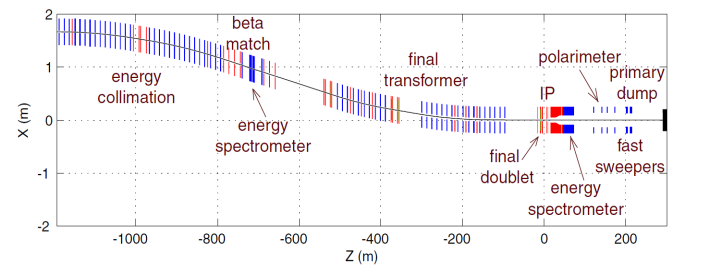 2
1
0
-1
-2
X (m)
-1000
-800
-600
-400
-200
0
200
Z (m)
energy
collimation
beta
match
energy
spectrometer
final
transformer
final
doublet
IP
energy
spectrometer
polarimeter
primary
dump
fast
sweepers